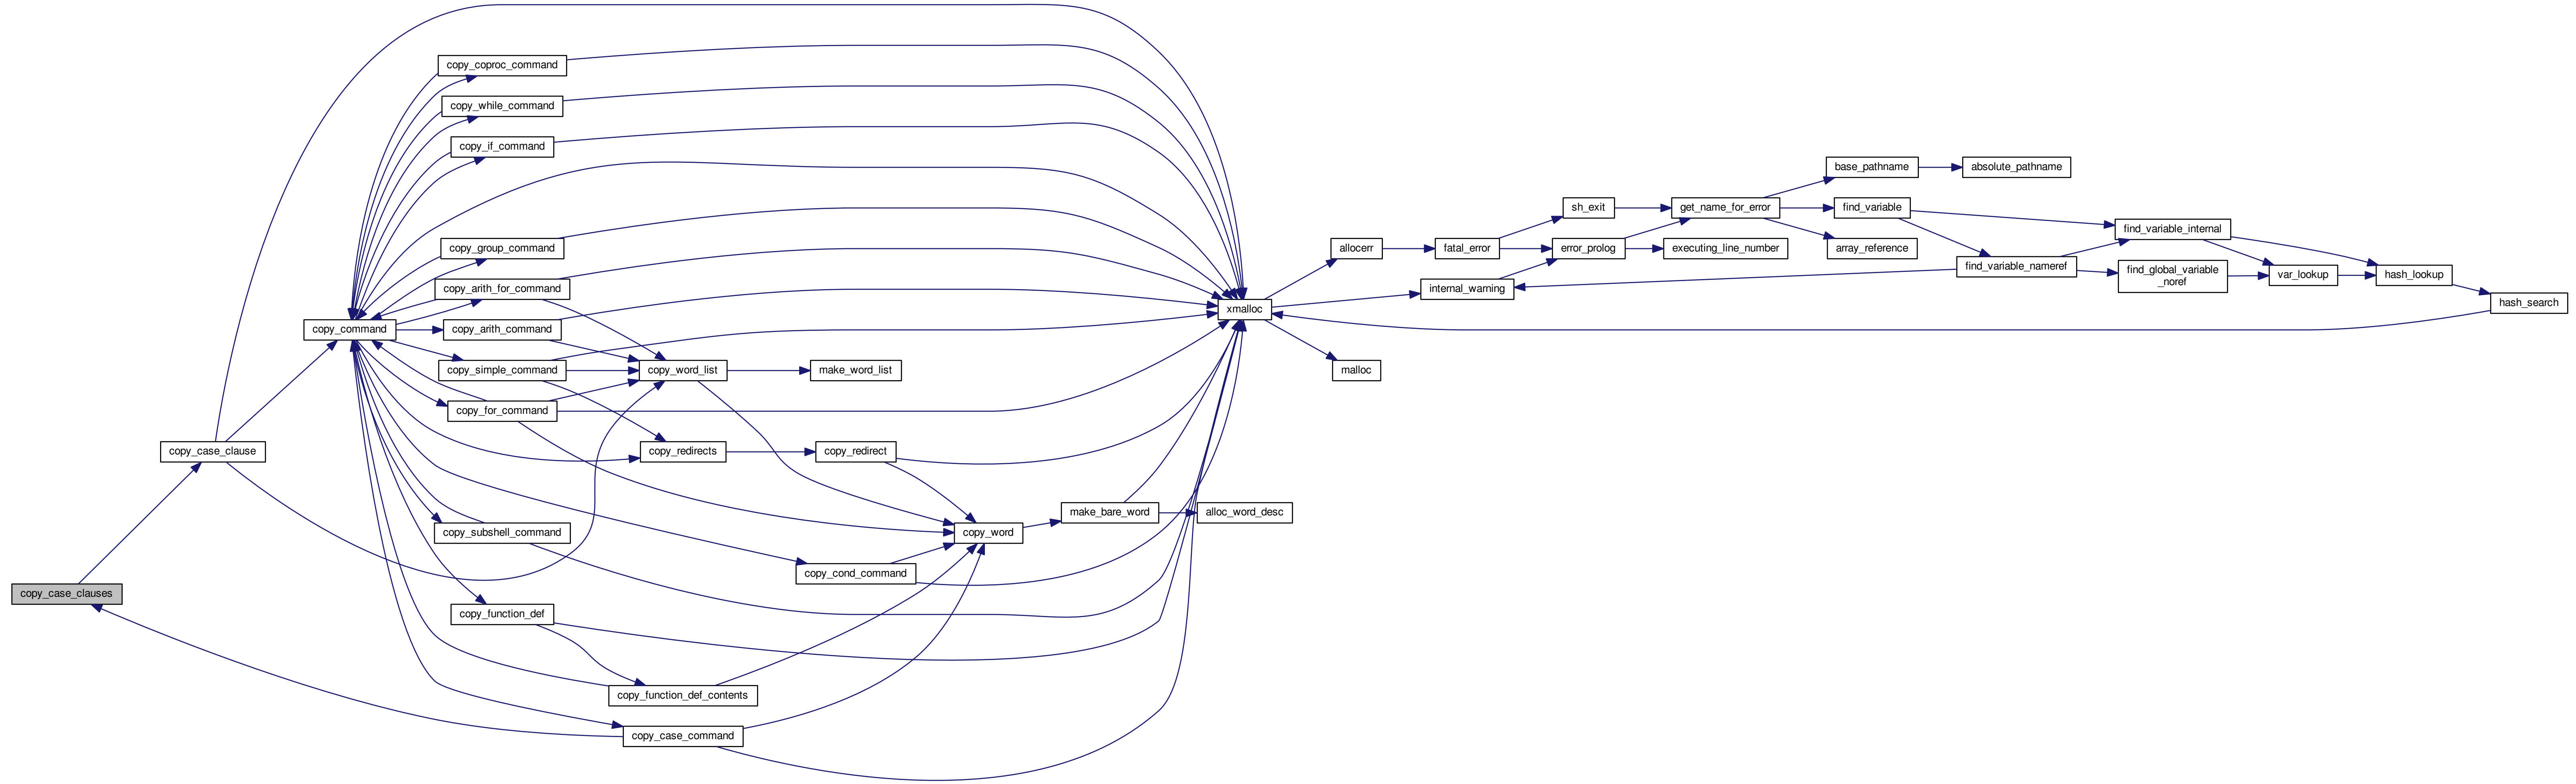 copy_case_clauses
copy_case_clause
copy_command
copy_coproc_command
copy_while_command
copy_if_command
copy_group_command
copy_arith_for_command
copy_arith_command
copy_simple_command
copy_for_command
copy_subshell_command
copy_function_def
copy_word_list
copy_redirects
copy_function_def_contents
copy_case_command
make_word_list
copy_redirect
copy_cond_command
copy_word
make_bare_word
xmalloc
alloc_word_desc
allocerr
malloc
fatal_error
internal_warning
sh_exit
error_prolog
get_name_for_error
executing_line_number
base_pathname
find_variable
array_reference
absolute_pathname
find_variable_nameref
find_variable_internal
find_global_variable
_noref
var_lookup
hash_lookup
hash_search